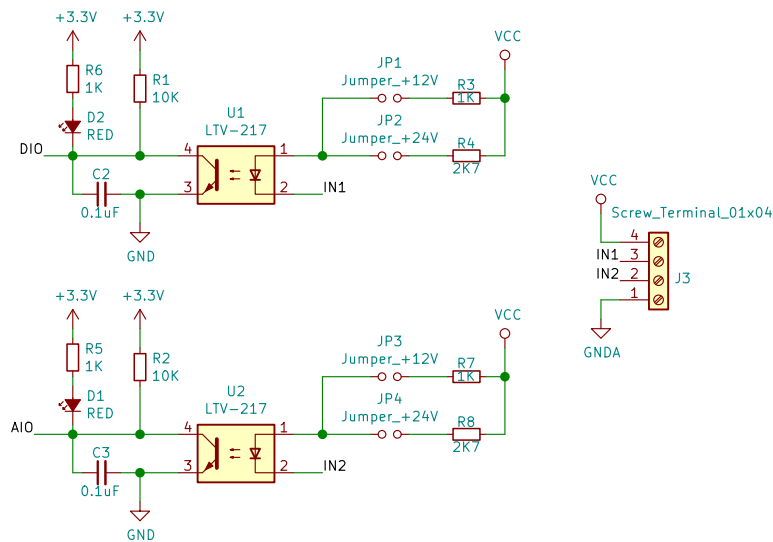 +3.3V +3.3V
VCC
R6
1K
R1
10K
JP1
Jumper_+12V
R3
1K
D2
RED
U1
LTV-217
JP2
Jumper_+24V
R4
2K7
DIO
4 1
3 2
IN1
C2
0.1uF
GND
VCC
Screw_Terminal_01x04
4
IN1 3
IN2 2
1
J3
GNDA
+3.3V +3.3V
VCC
R5
1K
R2
10K
JP3
Jumper_+12V
R7
1K
D1
RED
U2
LTV-217
JP4
Jumper_+24V
R8
2K7
AIO
4 1
3 2
IN2
C3
0.1uF
GND